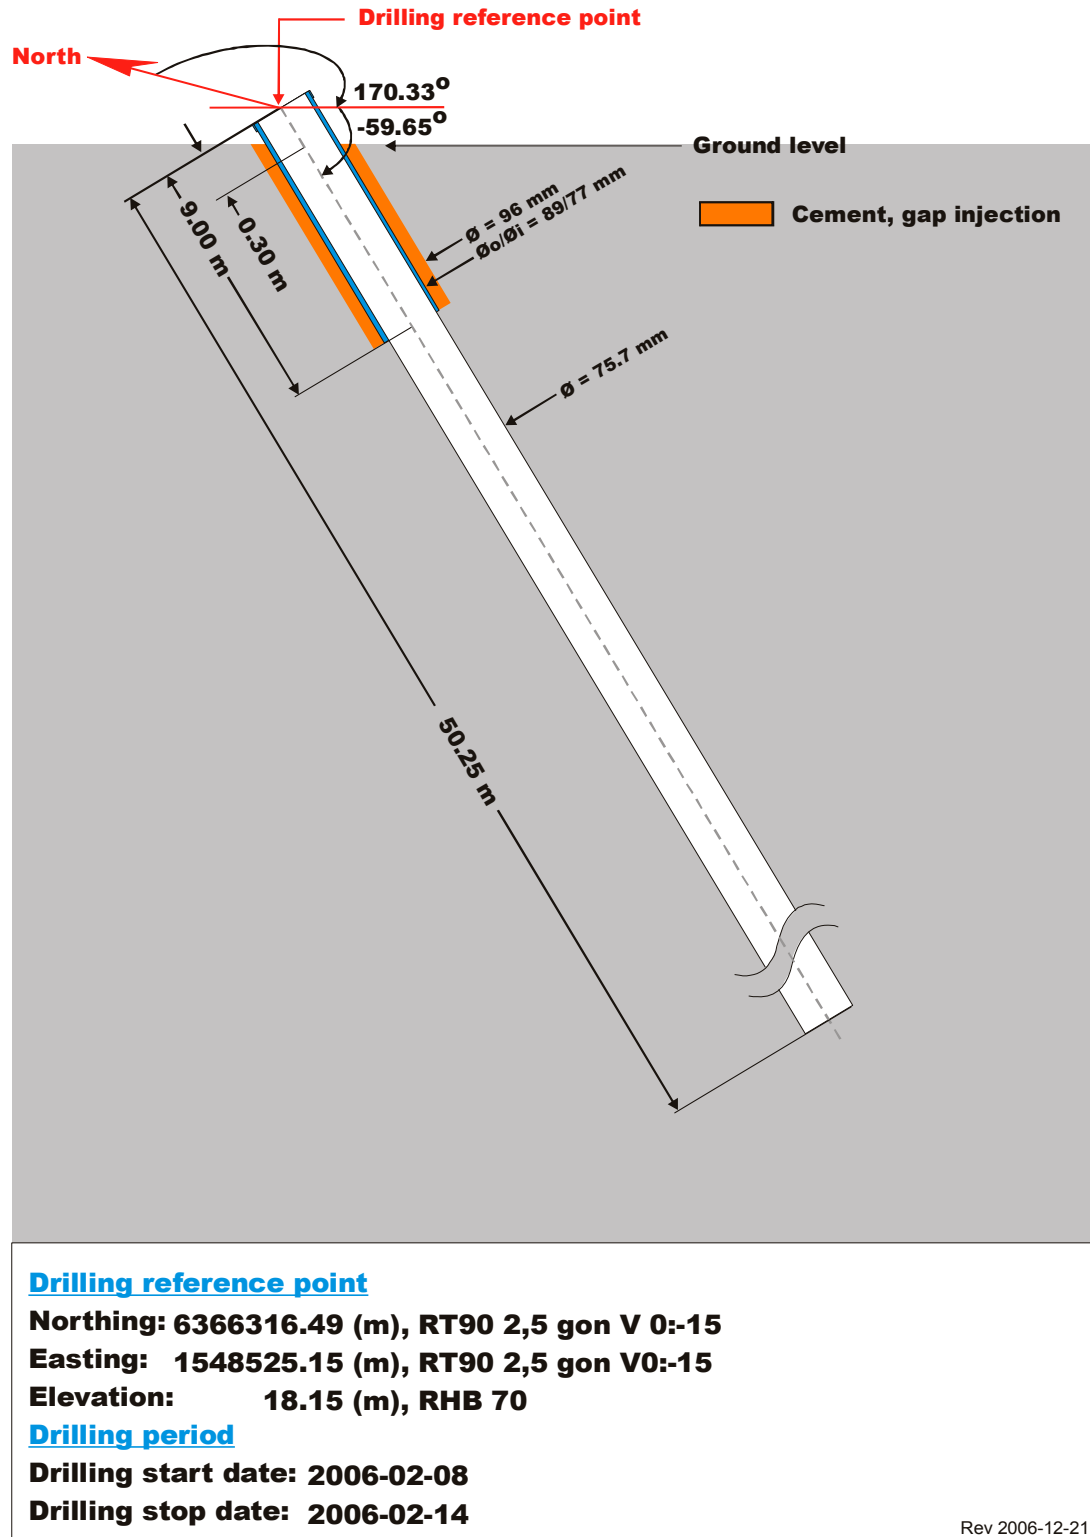 Drilling reference point
North
170.33°
-59.65°
Ground level
Ø = 96 mm
Øo/Øi = 89/77 mm
Cement, gap injection
9.00 m
0.30 m
Ø = 75.7 mm
50.25 m
Drilling reference point
Northing: 6366316.49 (m), RT90 2,5 gon V 0:-15
Easting: 1548525.15 (m), RT90 2,5 gon V0:-15
Elevation: 18.15 (m), RHB 70
Drilling period
Drilling start date: 2006-02-08
Drilling stop date: 2006-02-14
Rev 2006-12-21